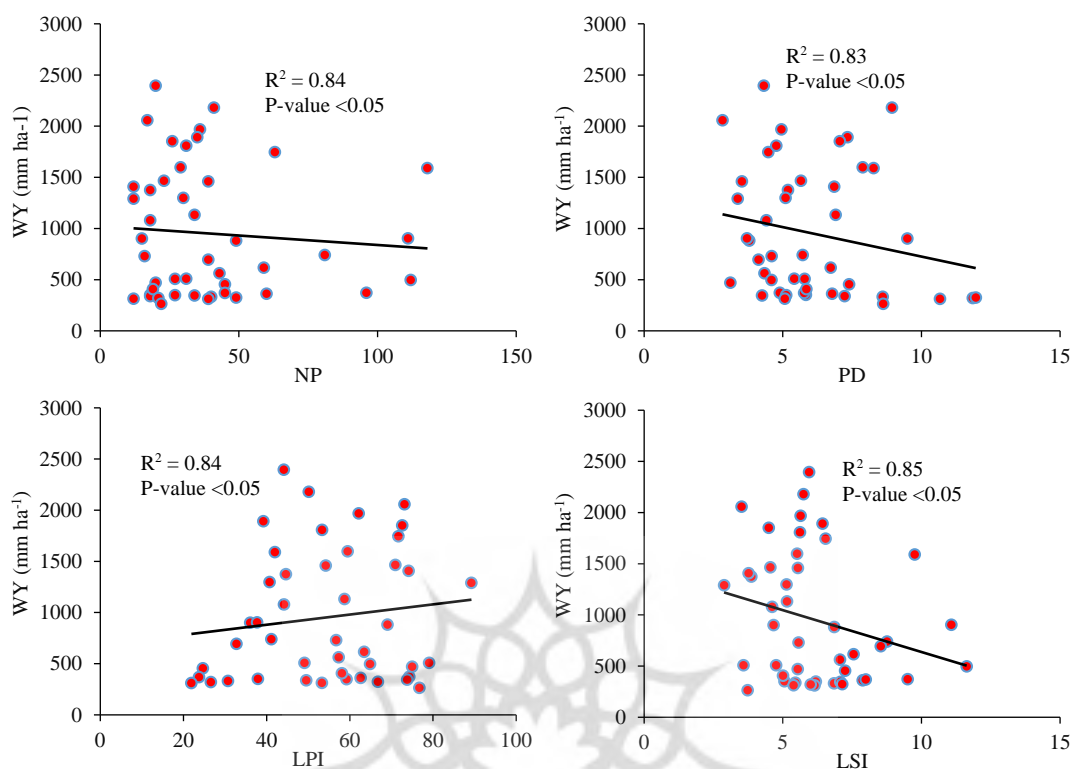 3000
2500
2000
1500
1000
500
0
WY (mm ha-1)
R² = 0.84
P-value <0.05
0 50 100 150
NP
3000
2500
2000
1500
1000
500
0
WY (mm ha⁻¹)
R² = 0.83
P-value <0.05
0 5 10 15
PD
3000
2500
2000
1500
1000
500
0
WY (mm ha⁻¹)
R² = 0.84
P-value <0.05
0 20 40 60 80 100
LPI
3000
2500
2000
1500
1000
500
0
WY (mm ha⁻¹)
R² = 0.85
P-value <0.05
0 5 10 15
LSI